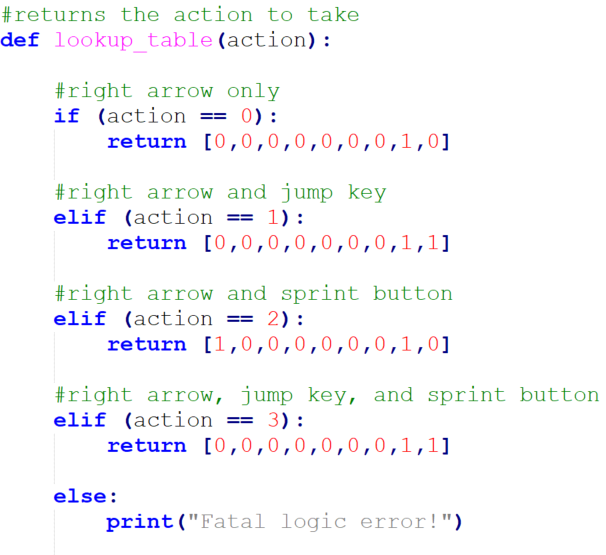 #returns the action to take
def lookup_table(action):
#right arrow only
if (action == 0):
return [0,0,0,0,0,0,0,1,0]
#right arrow and jump key
elif (action == 1):
return [0,0,0,0,0,0,0,1,1]
#right arrow and sprint button
elif (action == 2):
return [1,0,0,0,0,0,0,1,0]
#right arrow, jump key, and sprint button
elif (action == 3):
return [0,0,0,0,0,0,0,1,1]
else:
print("Fatal logic error!")